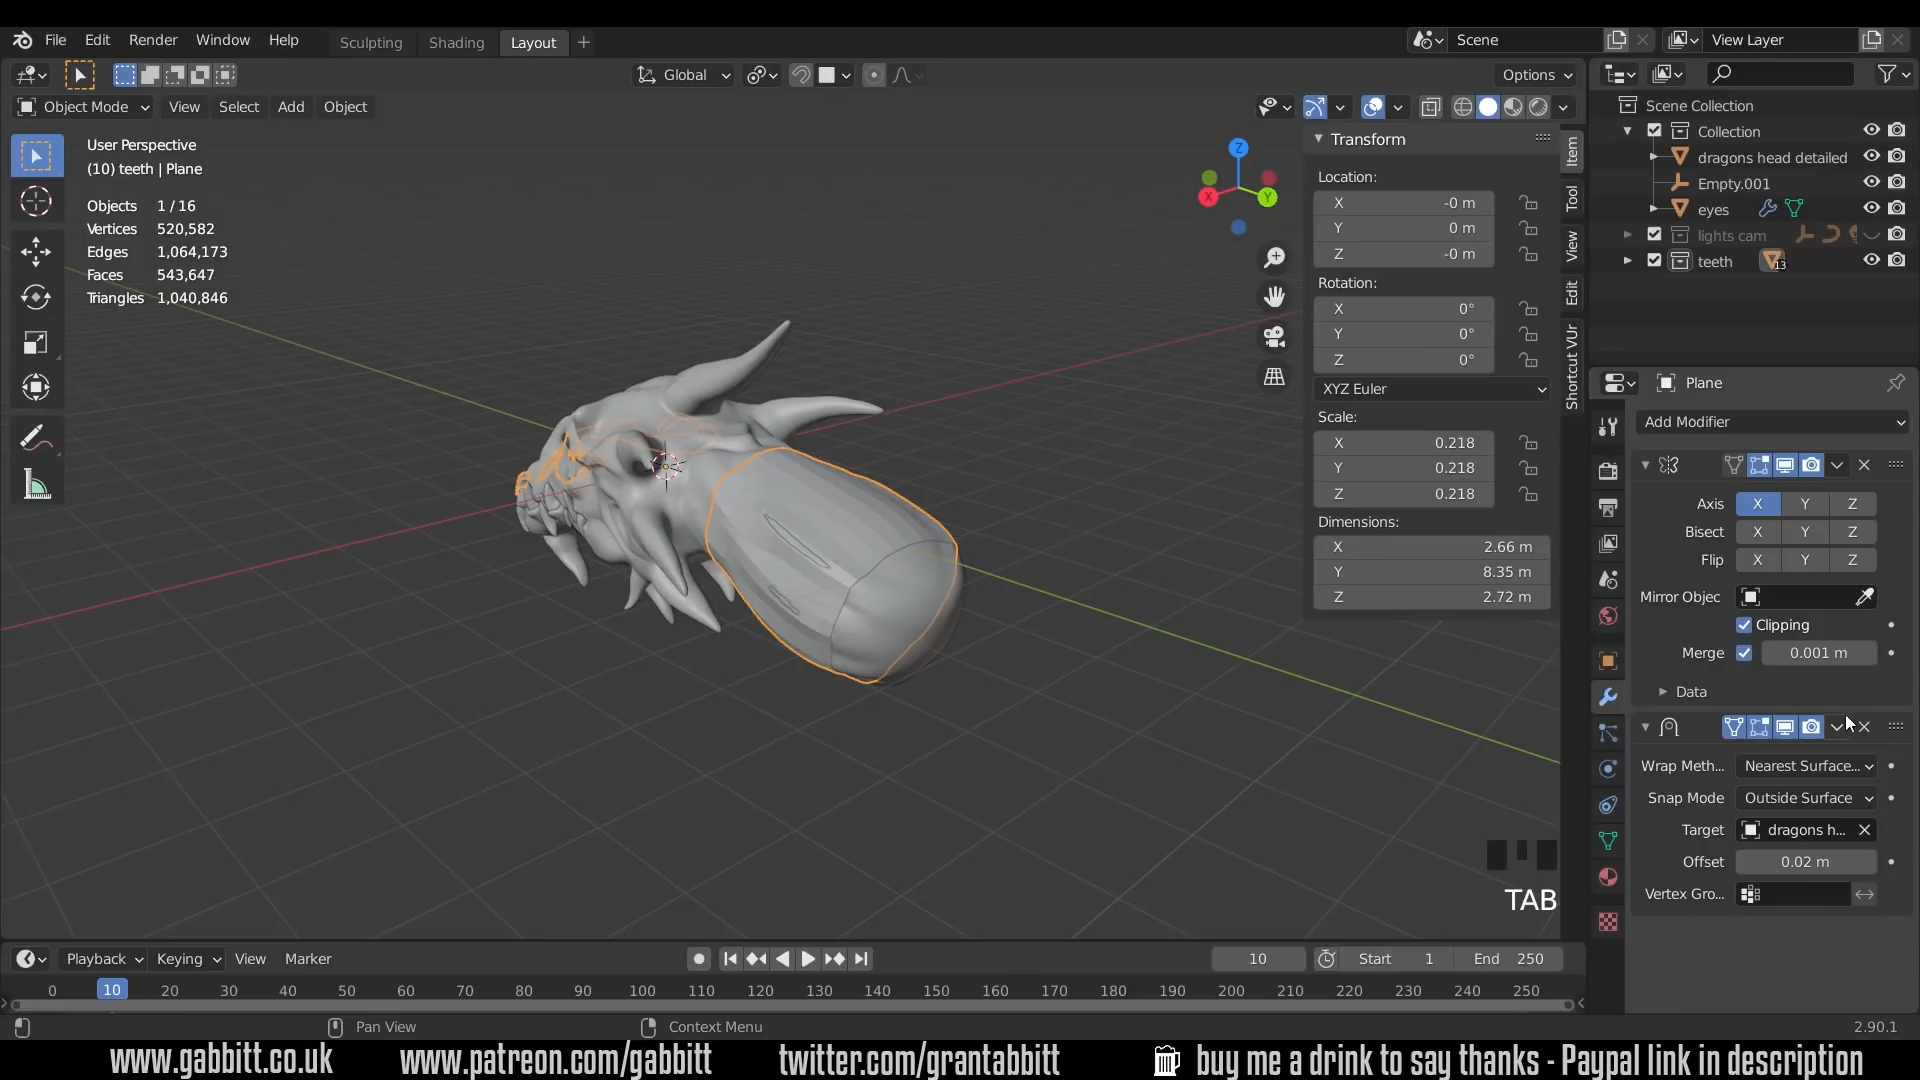 File Edit Render Window Help Sculpting Shading Layout + Scene View Layer
Global Options
Object Mode View Select Add Object
User Perspective
(10) teeth | Plane
Objects 1 / 16
Vertices 520,582
Edges 1,064,173
Faces 543,647
Triangles 1,040,846
Z
X
Y
Transform
Location:
X -0 m
Y 0 m
Z -0 m
Rotation:
X 0°
Y 0°
Z 0°
XYZ Euler
Scale:
X 0.218
Y 0.218
Z 0.218
Dimensions:
X 2.66 m
Y 8.35 m
Z 2.72 m
Item
Tool
View
Edit
Shortcut VUr
Scene Collection
Collection
dragons head detailed
Empty.001
eyes
lights cam
teeth 13
Plane
Add Modifier
Axis X Y Z
Bisect X Y Z
Flip X Y Z
Mirror Objec
Clipping
Merge 0.001 m
Data
Wrap Meth... Nearest Surface...
Snap Mode Outside Surface
Target dragons h...
Offset 0.02 m
Vertex Gro...
TAB
Playback Keying View Marker 10 Start 1 End 250
0 10 20 30 40 50 60 70 80 90 100 110 120 130 140 150 160 170 180 190 200 210 220 230 240 250
Pan View Context Menu 2.90.1
www.gabbitt.co.uk www.patreon.com/gabbitt twitter.com/grantabbitt buy me a drink to say thanks - Paypal link in description